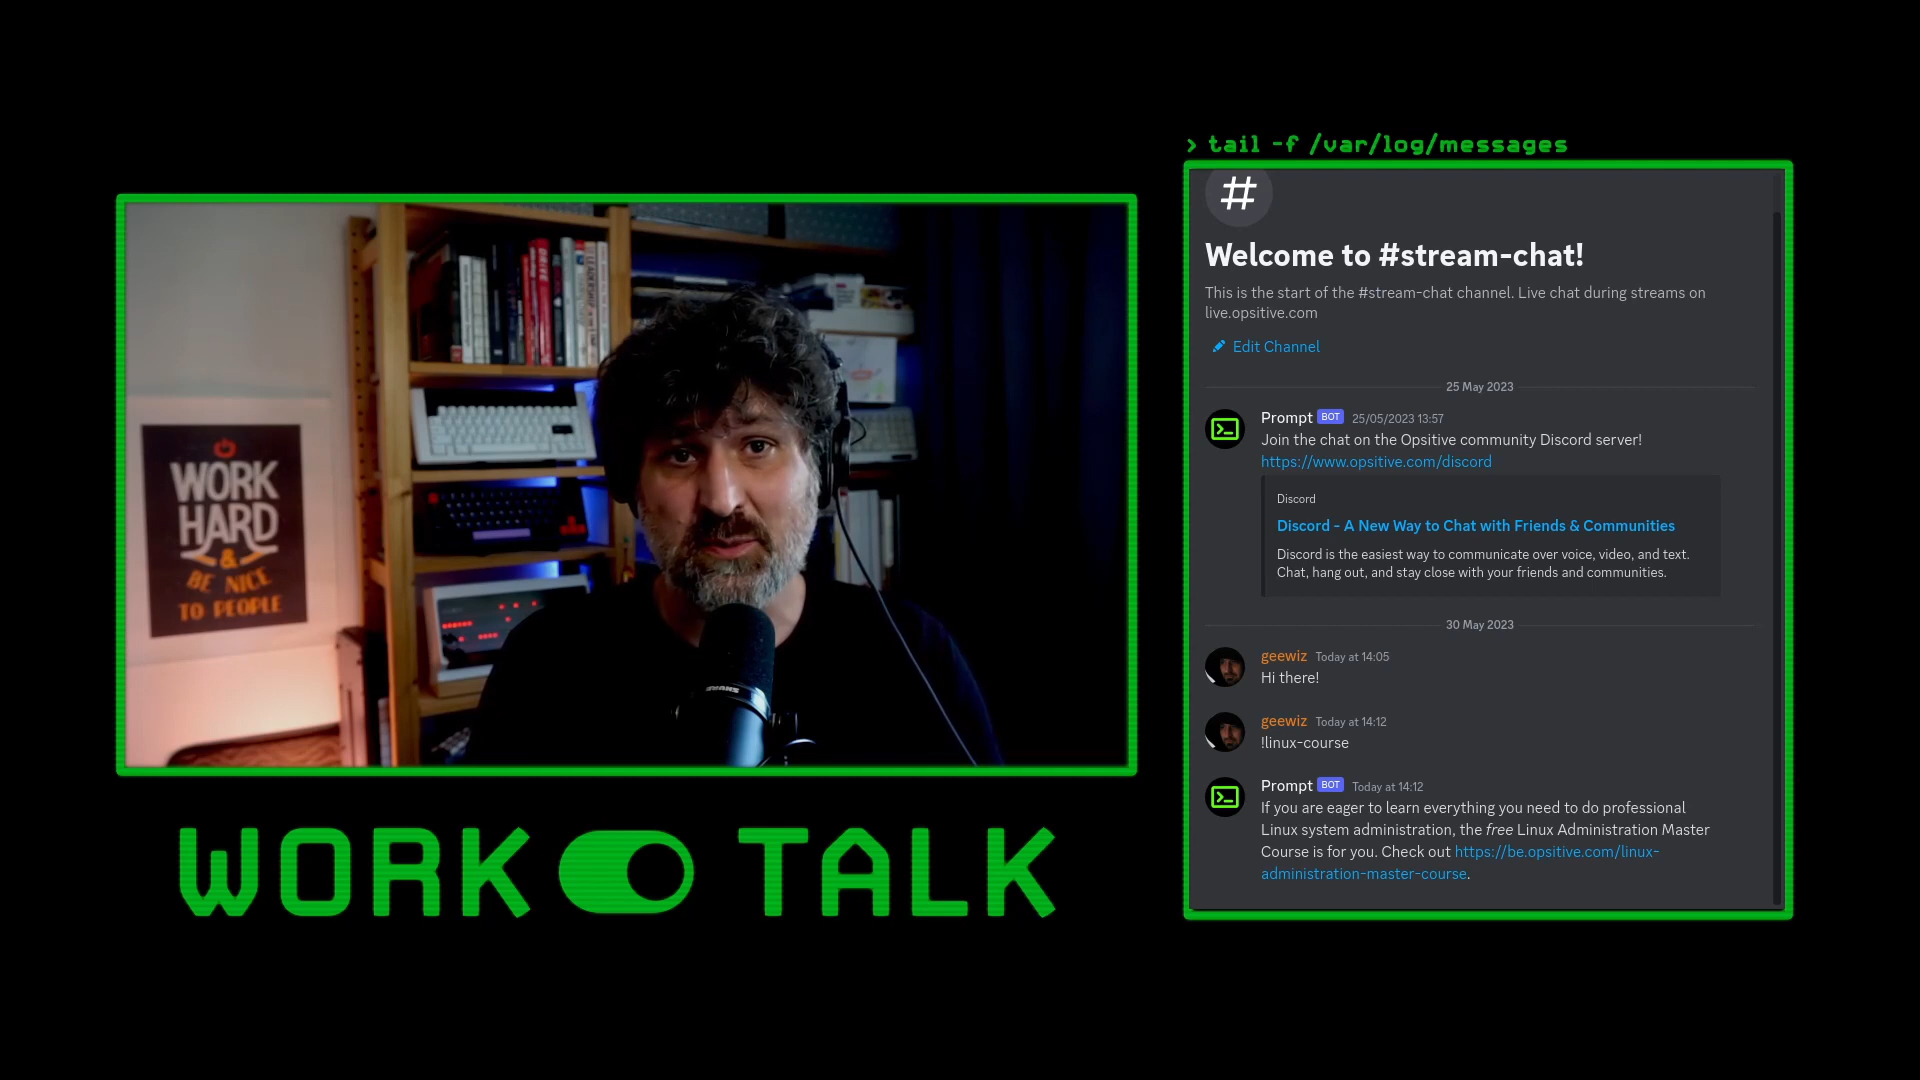 > tail -f /var/log/messages
#
Welcome to #stream-chat!
This is the start of the #stream-chat channel. Live chat during streams on
live.opsitive.com
Edit Channel
25 May 2023
Prompt BOT 25/05/2023 13:57
Join the chat on the Opsitive community Discord server!
https://www.opsitive.com/discord
Discord
Discord - A New Way to Chat with Friends & Communities
Discord is the easiest way to communicate over voice, video, and text.
Chat, hang out, and stay close with your friends and communities.
30 May 2023
geewiz Today at 14:05
Hi there!
geewiz Today at 14:12
!linux-course
Prompt BOT Today at 14:12
If you are eager to learn everything you need to do professional
Linux system administration, the free Linux Administration Master
Course is for you. Check out https://be.opsitive.com/linux-
administration-master-course.
WORK
HARD
&
BE NICE
TO PEOPLE
DRIVE
WORK TALK